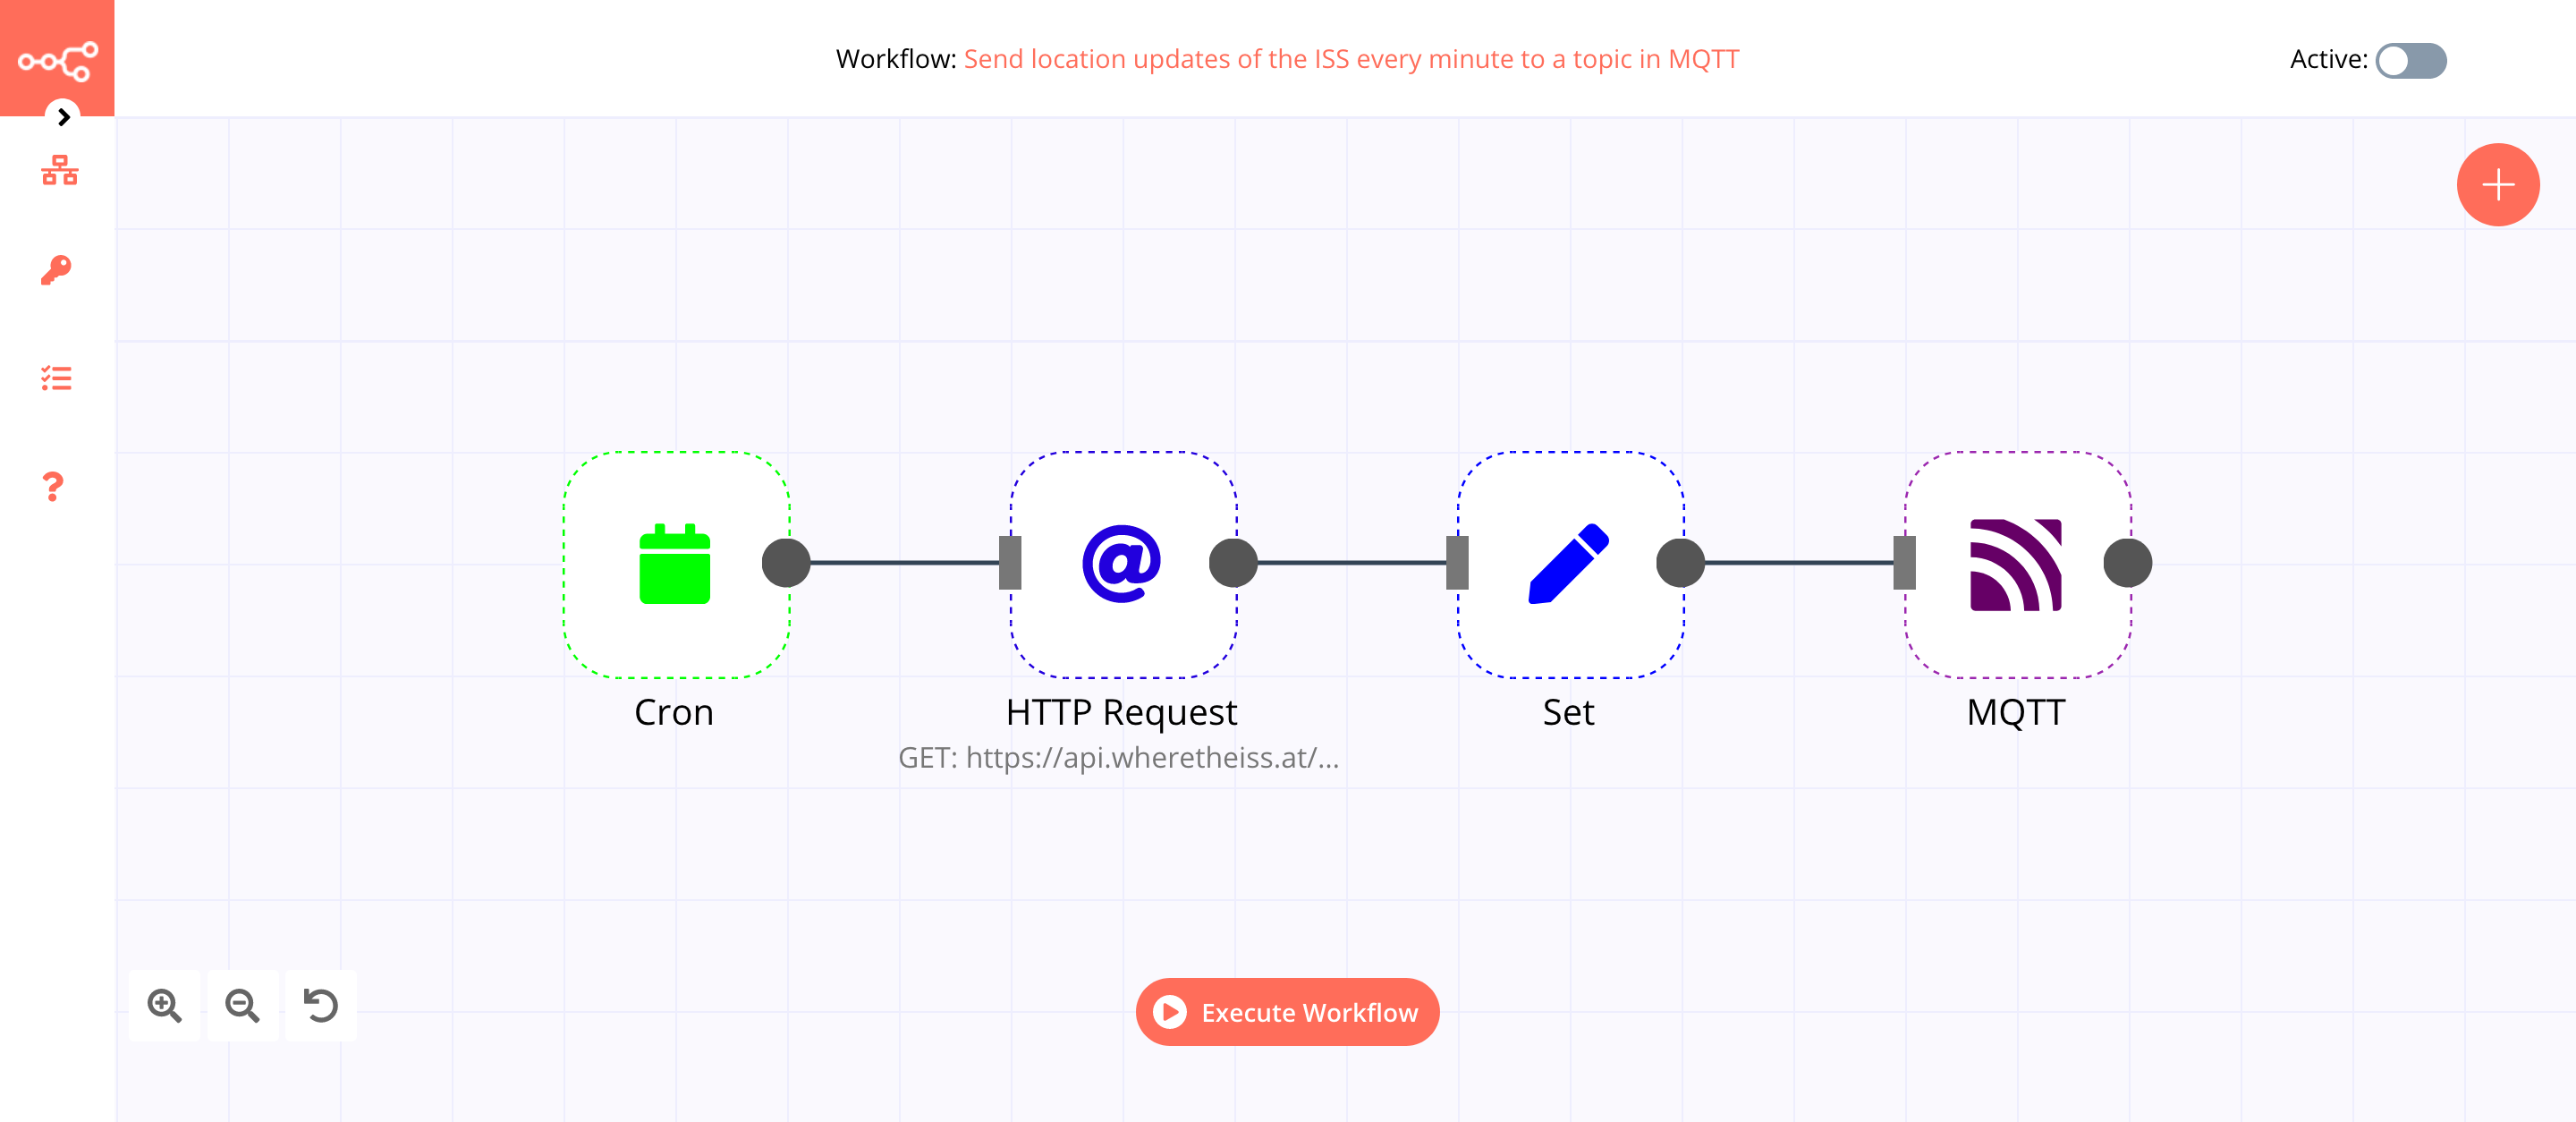 Workflow: Send location updates of the ISS every minute to a topic in MQTT
Active:
Cron
HTTP Request
Set
MQTT
GET: https://api.wheretheiss.at/...
Execute Workflow